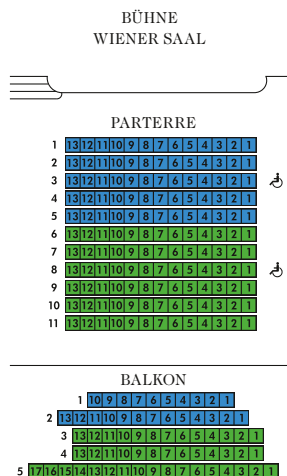 BÜHNE
WIENER SAAL
PARTERRE
1 13 12 11 10 9 8 7 6 5 4 3 2 1
2 13 12 11 10 9 8 7 6 5 4 3 2 1
3 13 12 11 10 9 8 7 6 5 4 3 2 1
4 13 12 11 10 9 8 7 6 5 4 3 2 1
5 13 12 11 10 9 8 7 6 5 4 3 2 1
6 13 12 11 10 9 8 7 6 5 4 3 2 1
7 13 12 11 10 9 8 7 6 5 4 3 2 1
8 13 12 11 10 9 8 7 6 5 4 3 2 1
9 13 12 11 10 9 8 7 6 5 4 3 2 1
10 13 12 11 10 9 8 7 6 5 4 3 2 1
11 13 12 11 10 9 8 7 6 5 4 3 2 1
BALKON
1 10 9 8 7 6 5 4 3 2 1
2 13 12 11 10 9 8 7 6 5 4 3 2 1
3 13 12 11 10 9 8 7 6 5 4 3 2 1
4 13 12 11 10 9 8 7 6 5 4 3 2 1
5 17 16 15 14 13 12 11 10 9 8 7 6 5 4 3 2 1